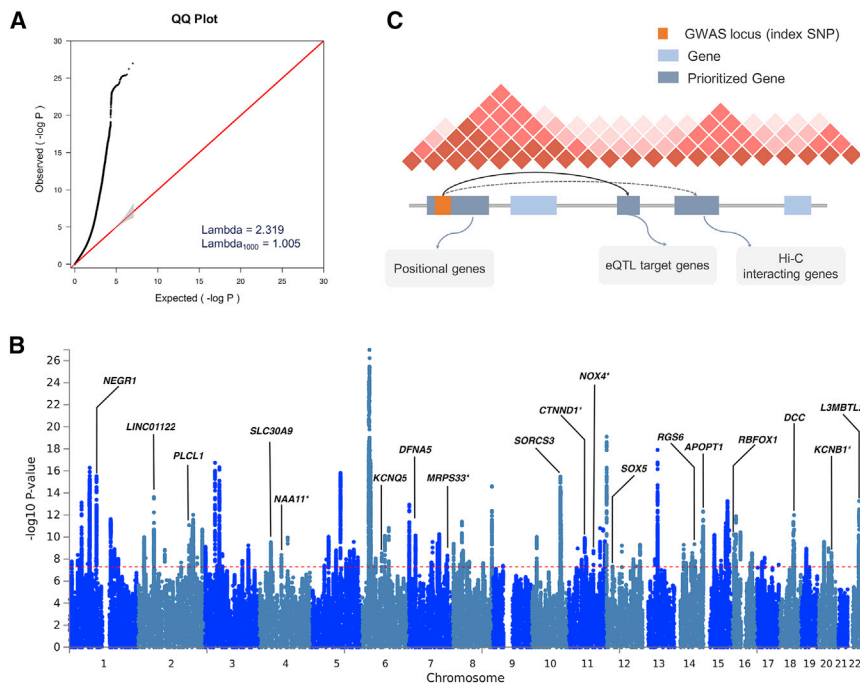 A
QQ Plot
30
25
20
15
10
5
0
Observed ( -log P )
Lambda = 2.319
Lambda1000 = 1.005
0 5 10 15 20 25 30
Expected ( -log P )
C
GWAS locus (index SNP)
Gene
Prioritized Gene
Positional genes
eQTL target genes
Hi-C
interacting genes
B
26
24
22
20
18
16
14
12
10
8
6
4
2
0
-log10 P-value
NEGR1
LINC01122
PLCL1
SLC30A9
NAA11*
KCNQ5
DFNA5
MRPS33*
SORCS3
CTNND1*
NOX4*
SOX5
RGS6
APOPT1
RBFOX1
DCC
KCNB1*
L3MBTL2
1 2 3 4 5 6 7 8 9 10 11 12 13 14 15 16 17 18 19 20 21 22
Chromosome